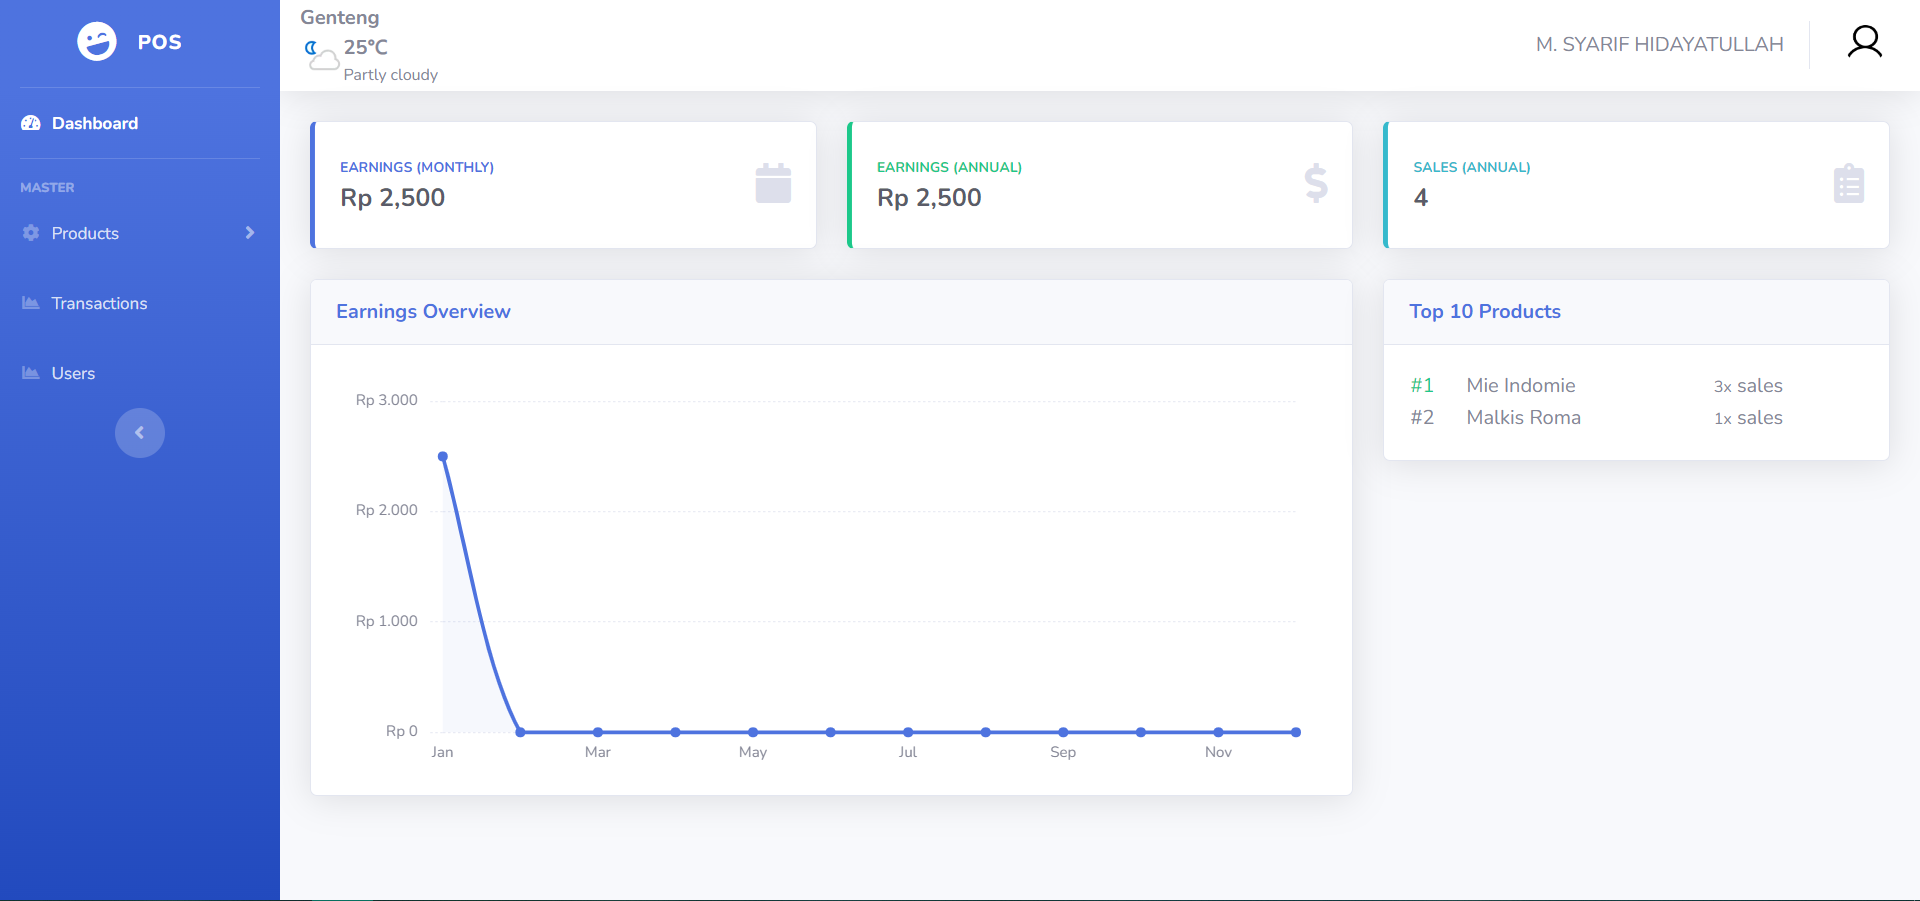 POS
Dashboard
MASTER
Products
Transactions
Users
Genteng
25°C
Partly cloudy
M. SYARIF HIDAYATULLAH
EARNINGS (MONTHLY)
Rp 2,500
EARNINGS (ANNUAL)
Rp 2,500
SALES (ANNUAL)
4
Earnings Overview
Rp 3.000
Rp 2.000
Rp 1.000
Rp 0
Jan Mar May Jul Sep Nov
Top 10 Products
#1 Mie Indomie 3x sales
#2 Malkis Roma 1x sales